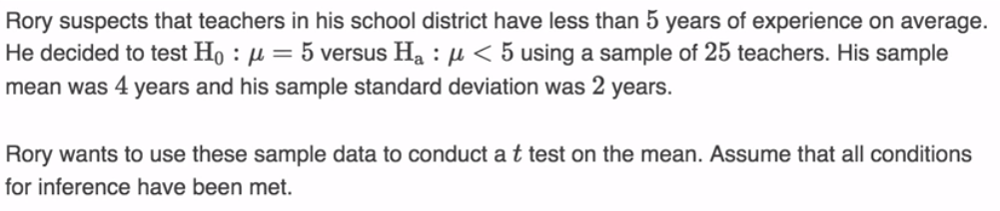 Rory suspects that teachers in his school district have less than 5 years of experience on average.
He decided to test H₀ : μ = 5 versus Hₐ : μ < 5 using a sample of 25 teachers. His sample
mean was 4 years and his sample standard deviation was 2 years.
Rory wants to use these sample data to conduct a t test on the mean. Assume that all conditions
for inference have been met.